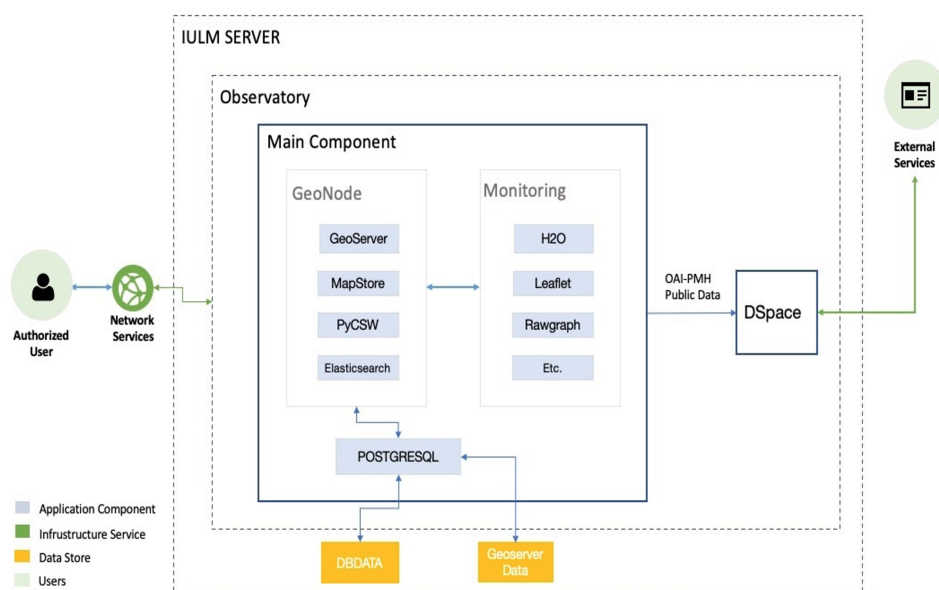 IULM SERVER
Observatory
Main Component
GeoNode
GeoServer
MapStore
PyCSW
Elasticsearch
Monitoring
H2O
Leaflet
Rawgraph
Etc.
POSTGRESQL
DBDATA
Geoserver
Data
OAI-PMH
Public Data
DSpace
External
Services
Authorized
User
Network
Services
Application Component
Infrustructure Service
Data Store
Users